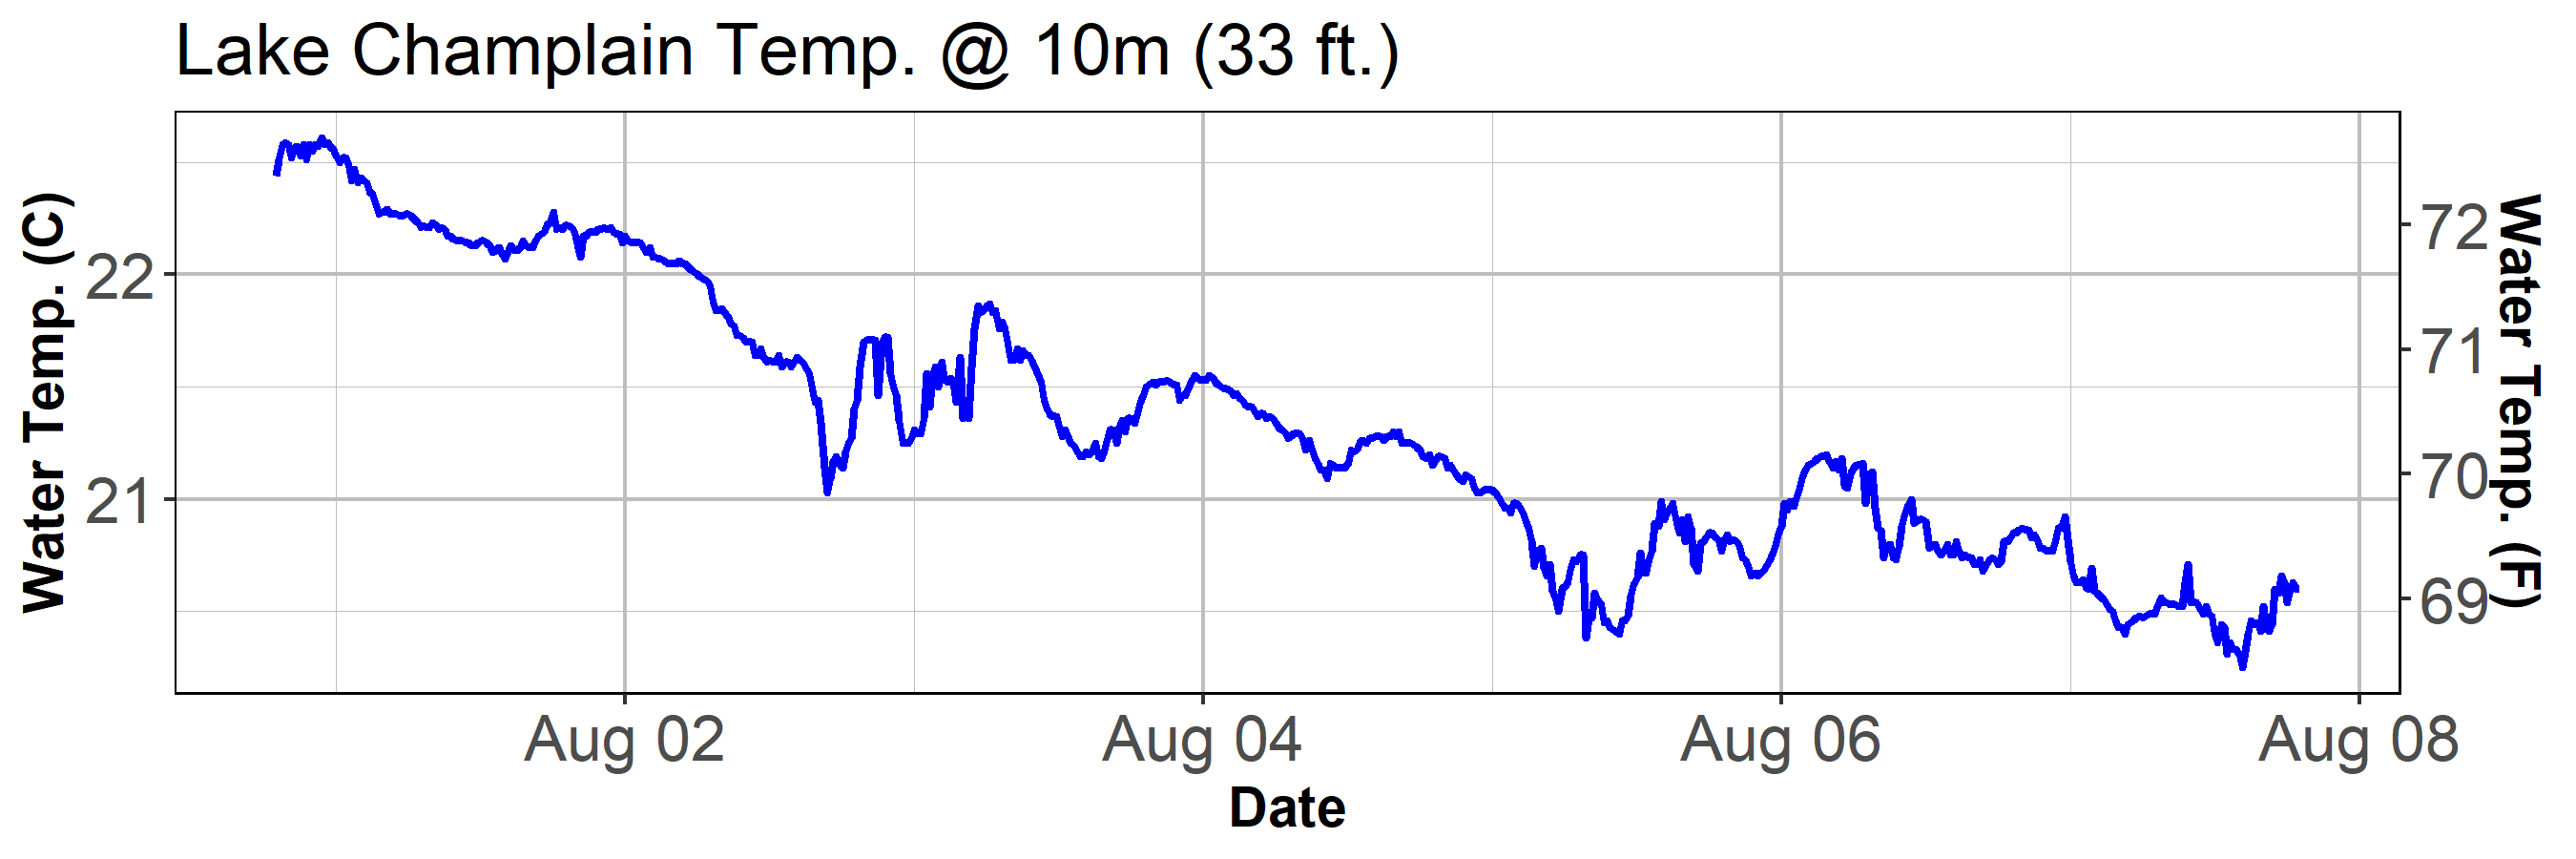 Lake Champlain Temp. @ 10m (33 ft.)
Water Temp. (C)
22
21
72
71
70
69
Water Temp. (F)
Aug 02
Aug 04
Aug 06
Aug 08
Date